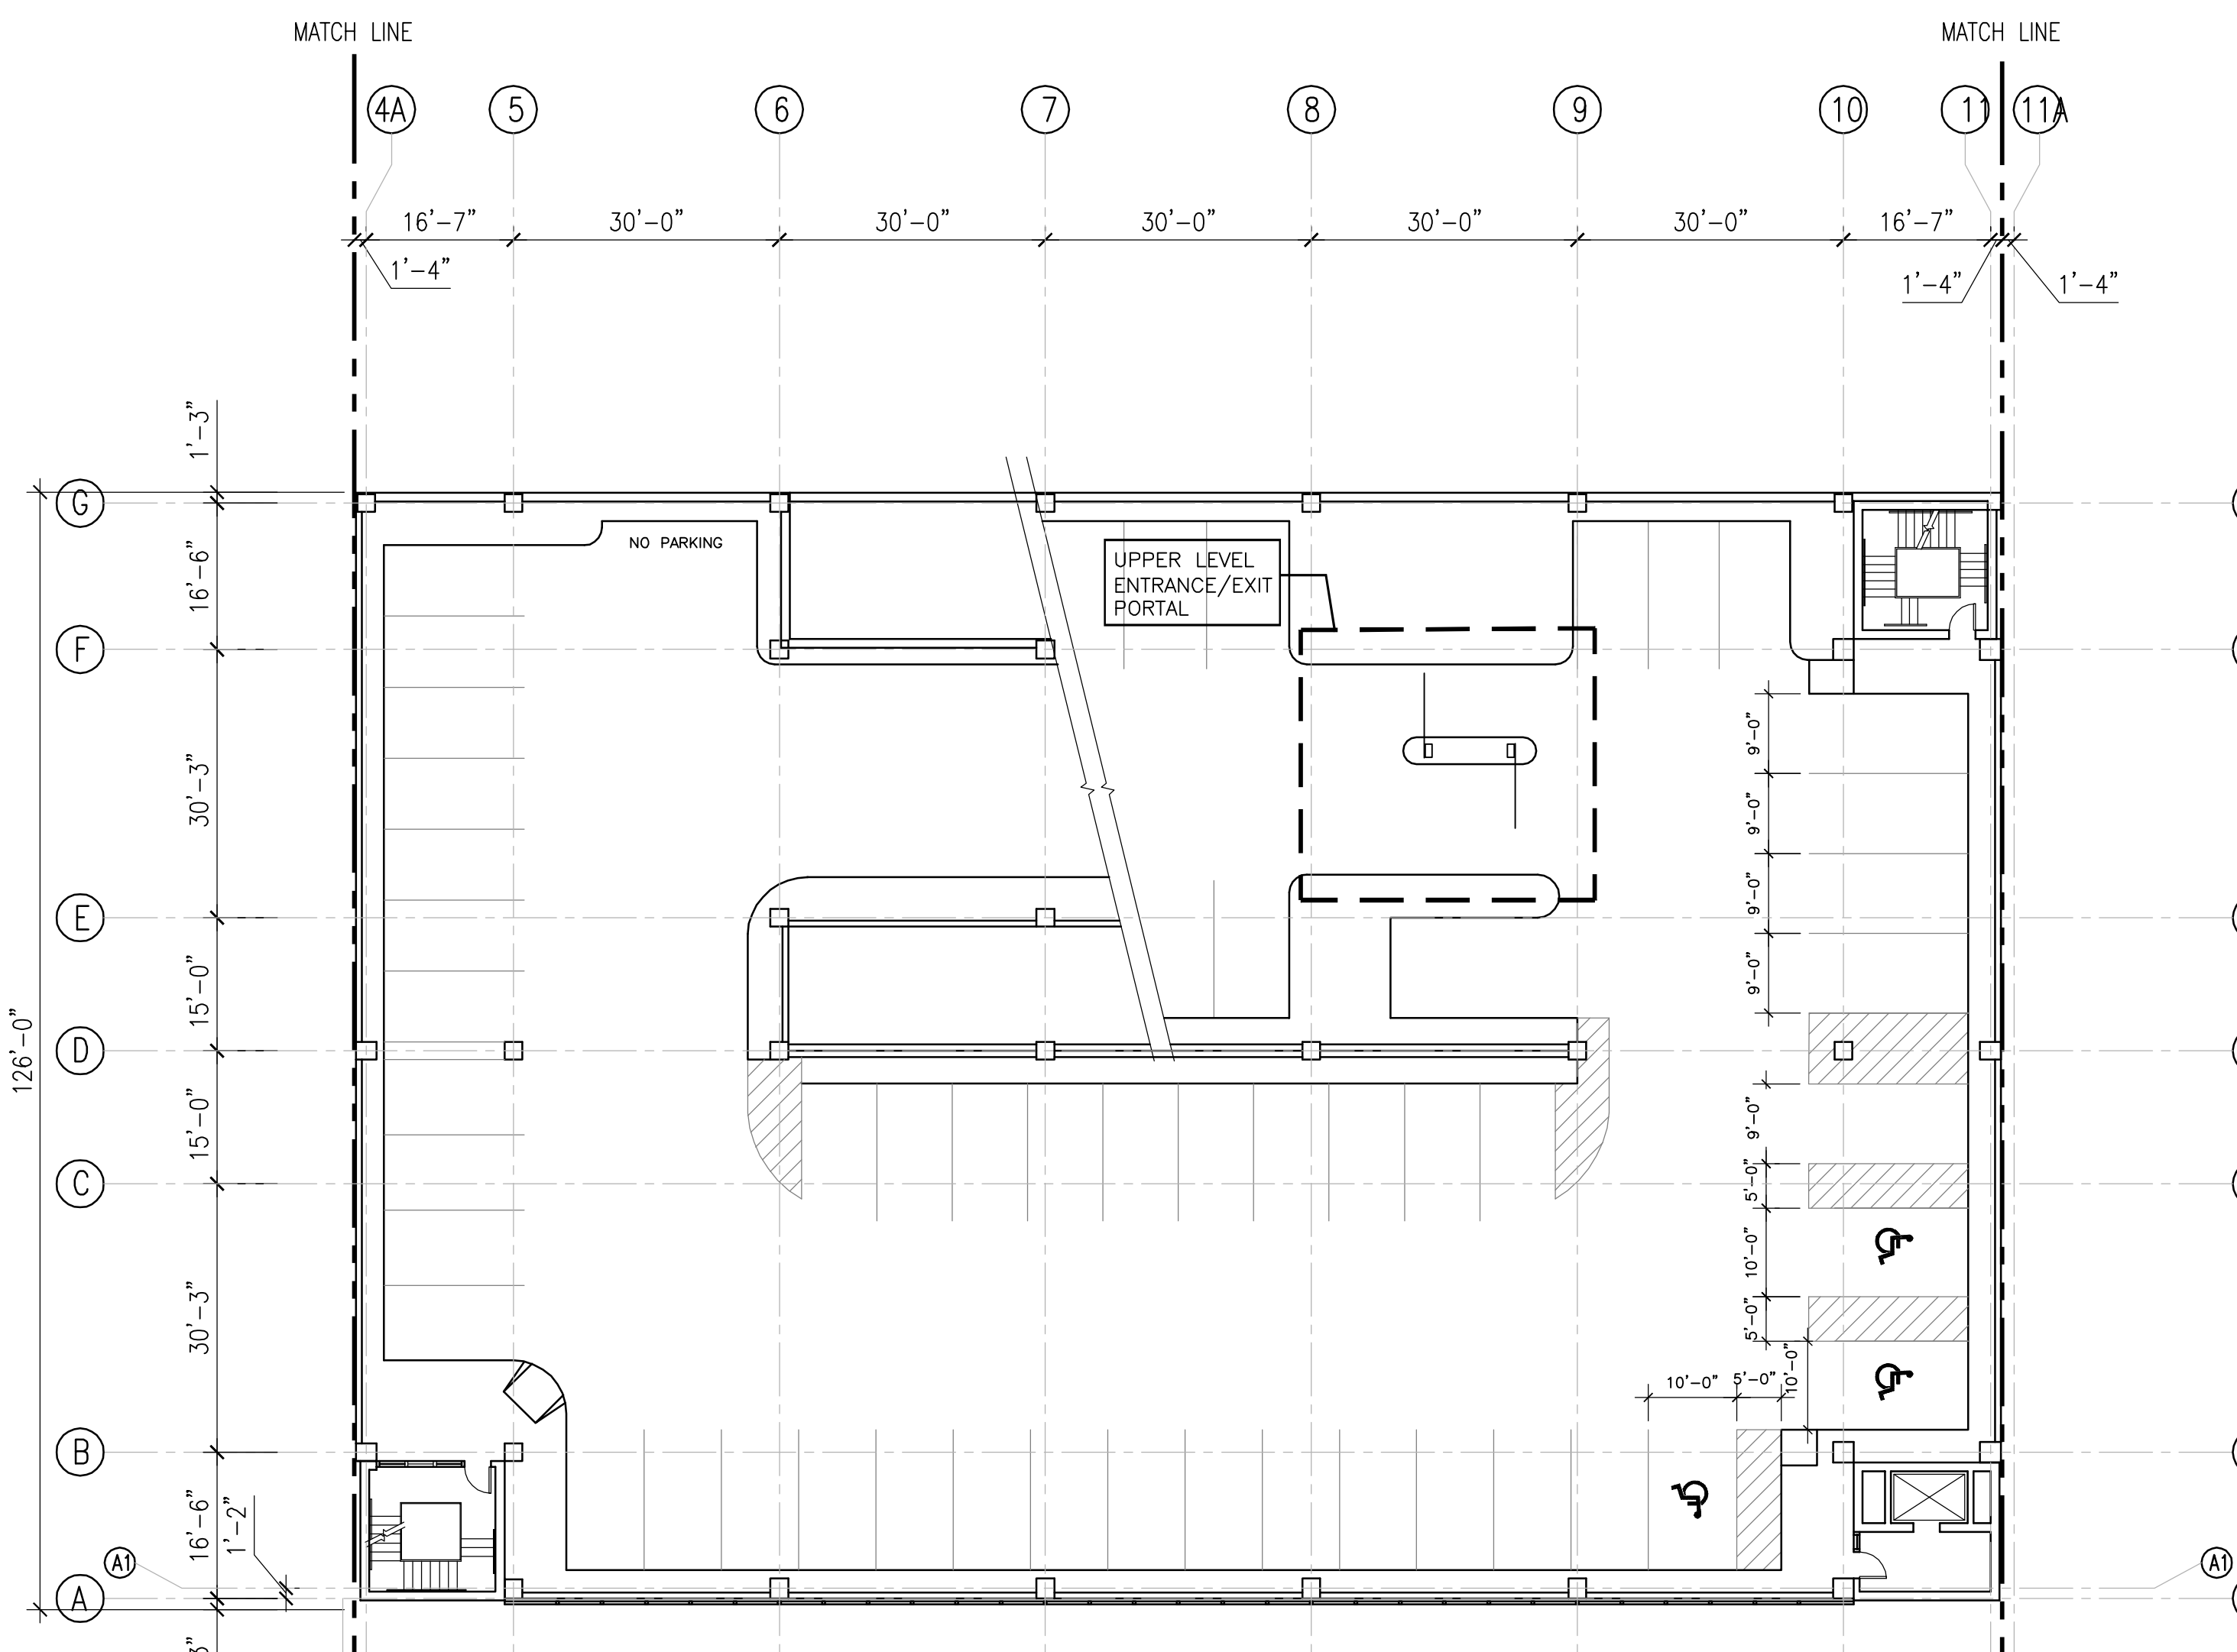 MATCH LINE
MATCH LINE
4A
5
6
7
8
9
10
11
11A
16'-7"
30'-0"
30'-0"
30'-0"
30'-0"
30'-0"
16'-7"
1'-4"
1'-4"
1'-4"
1'-3"
G
NO PARKING
UPPER LEVEL
ENTRANCE/EXIT
PORTAL
16'-6"
F
9'-0"
30'-3"
9'-0"
E
9'-0"
15'-0"
9'-0"
126'-0"
D
15'-0"
9'-0"
C
5'-0"
10'-0"
30'-3"
5'-0"
10'-0"
5'-0"
10'-0"
B
16'-6"
1'-2"
A1
A1
A